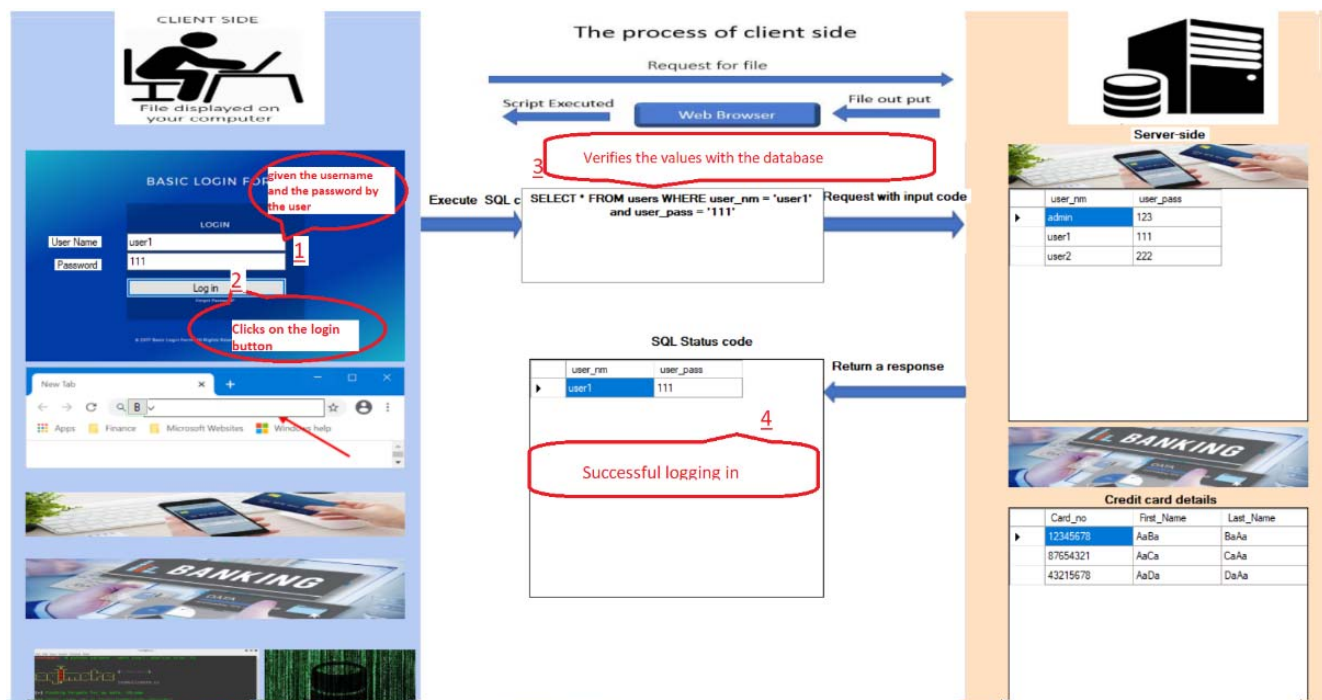 CLIENT SIDE
File displayed on
your computer
BASIC LOGIN FOR
given the username
and the password by
the user
LOGIN
User Name
user1
1
Password
111
2
Log in
Forgot Password?
Clicks on the login
button
New Tab
B
Apps
Finance
Microsoft Websites
Windows help
BANKING
DATA
The process of client side
Request for file
Script Executed
Web Browser
File out put
3
Verifies the values with the database
Execute SQL c
SELECT * FROM users WHERE user_nm = 'user1'
and user_pass = '111'
Request with input code
SQL Status code
user_nm user_pass
user1 111
Return a response
4
Successful logging in
Server-side
user_nm user_pass
admin 123
user1 111
user2 222
BANKING
DATA
Credit card details
Card_no First_Name Last_Name
12345678 AaBa BaAa
87654321 AaCa CaAa
43215678 AaDa DaAa